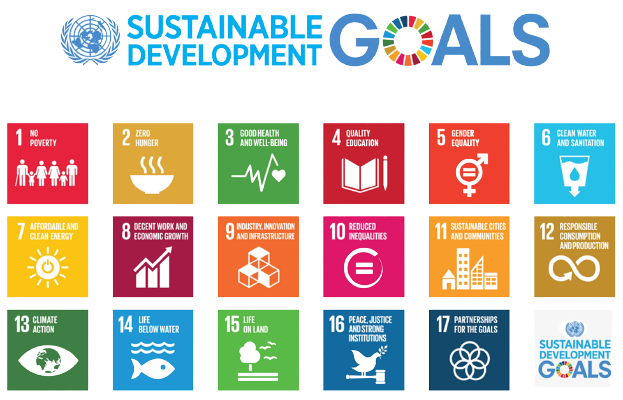 SUSTAINABLE
DEVELOPMENT
GOALS
1 NO
POVERTY
2 ZERO
HUNGER
3 GOOD HEALTH
AND WELL-BEING
4 QUALITY
EDUCATION
5 GENDER
EQUALITY
6 CLEAN WATER
AND SANITATION
7 AFFORDABLE AND
CLEAN ENERGY
8 DECENT WORK AND
ECONOMIC GROWTH
9 INDUSTRY, INNOVATION
AND INFRASTRUCTURE
10 REDUCED
INEQUALITIES
11 SUSTAINABLE CITIES
AND COMMUNITIES
12 RESPONSIBLE
CONSUMPTION
AND PRODUCTION
13 CLIMATE
ACTION
14 LIFE
BELOW WATER
15 LIFE
ON LAND
16 PEACE, JUSTICE
AND STRONG
INSTITUTIONS
17 PARTNERSHIPS
FOR THE GOALS
SUSTAINABLE
DEVELOPMENT
GOALS